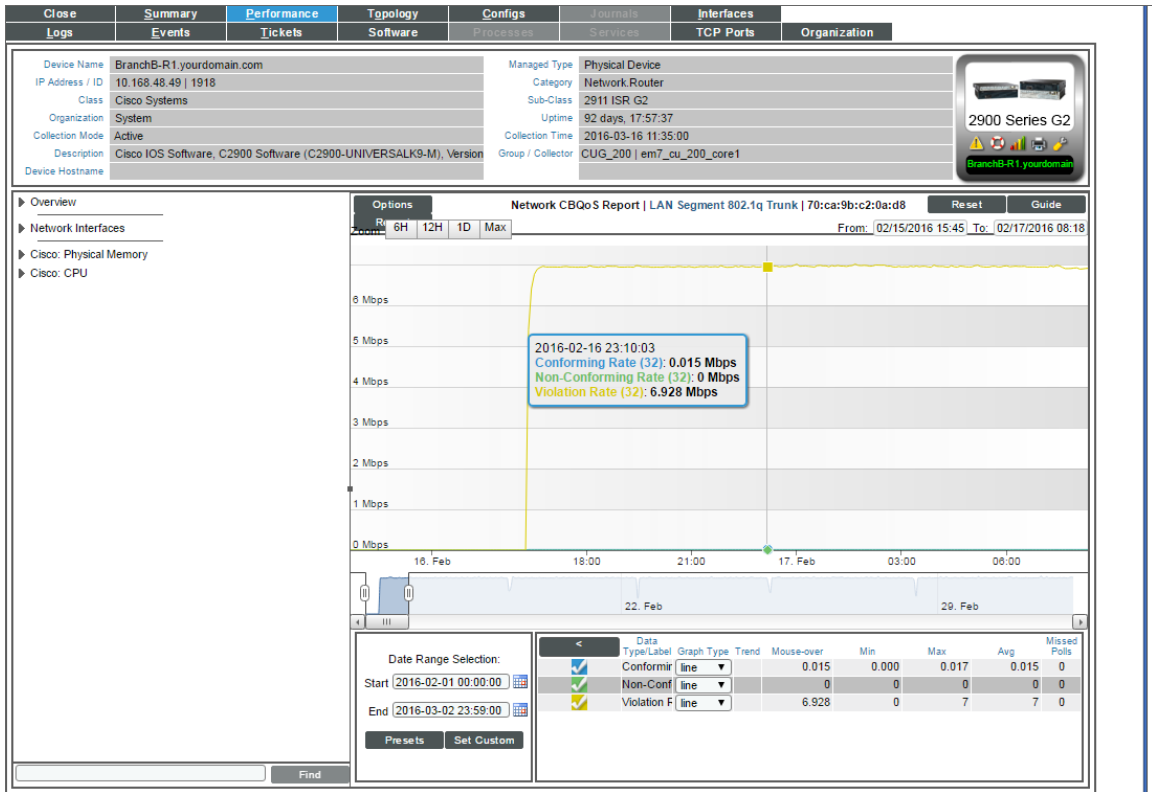 Close Summary Performance Topology Configs Journals Interfaces
Logs Events Tickets Software Processes Services TCP Ports Organization
Device Name BranchB-R1.yourdomain.com Managed Type Physical Device
IP Address / ID 10.168.48.49 | 1918 Category Network.Router
Class Cisco Systems Sub-Class 2911 ISR G2
Organization System Uptime 92 days, 17:57:37
Collection Mode Active Collection Time 2016-03-16 11:35:00
Description Cisco IOS Software, C2900 Software (C2900-UNIVERSALK9-M), Version Group / Collector CUG_200 | em7_cu_200_core1
Device Hostname
2900 Series G2
BranchB-R1.yourdomain
Overview
Network Interfaces
Cisco: Physical Memory
Cisco: CPU
Find
Options Network CBQoS Report | LAN Segment 802.1q Trunk | 70:ca:9b:c2:0a:d8 Reset Guide
Zoom 6H 12H 1D Max From: 02/15/2016 15:45 To: 02/17/2016 08:18
6 Mbps
5 Mbps
4 Mbps
3 Mbps
2 Mbps
1 Mbps
0 Mbps
2016-02-16 23:10:03
Conforming Rate (32): 0.015 Mbps
Non-Conforming Rate (32): 0 Mbps
Violation Rate (32): 6.928 Mbps
16. Feb 18:00 21:00 17. Feb 03:00 06:00
22. Feb 29. Feb
Date Range Selection:
Start 2016-02-01 00:00:00
End 2016-03-02 23:59:00
Presets Set Custom
< Data Type/Label Graph Type Trend Mouse-over Min Max Avg Missed Polls
Conformin line 0.015 0.000 0.017 0.015 0
Non-Conf line 0 0 0 0 0
Violation F line 6.928 0 7 7 0